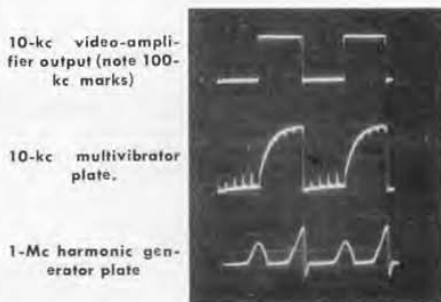 10-kc video-ampli-
fier output (note 100-
kc marks)
10-kc multivibrator
plate.
1-Mc harmonic gen-
erator plate